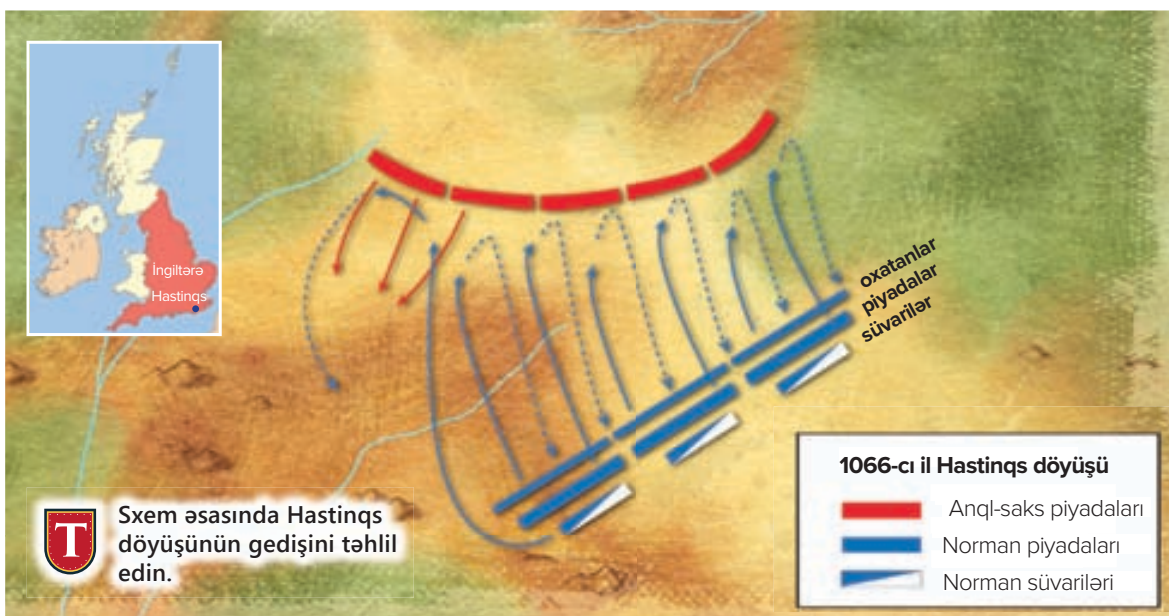 İngiltərə
Hastinqs
oxatanlar
piyadalar
süvarilər
T
Sxem əsasında Hastinqs
döyüşünün gedişini təhlil
edin.
1066-cı il Hastinqs döyüşü
Anql-saks piyadaları
Norman piyadaları
Norman süvariləri